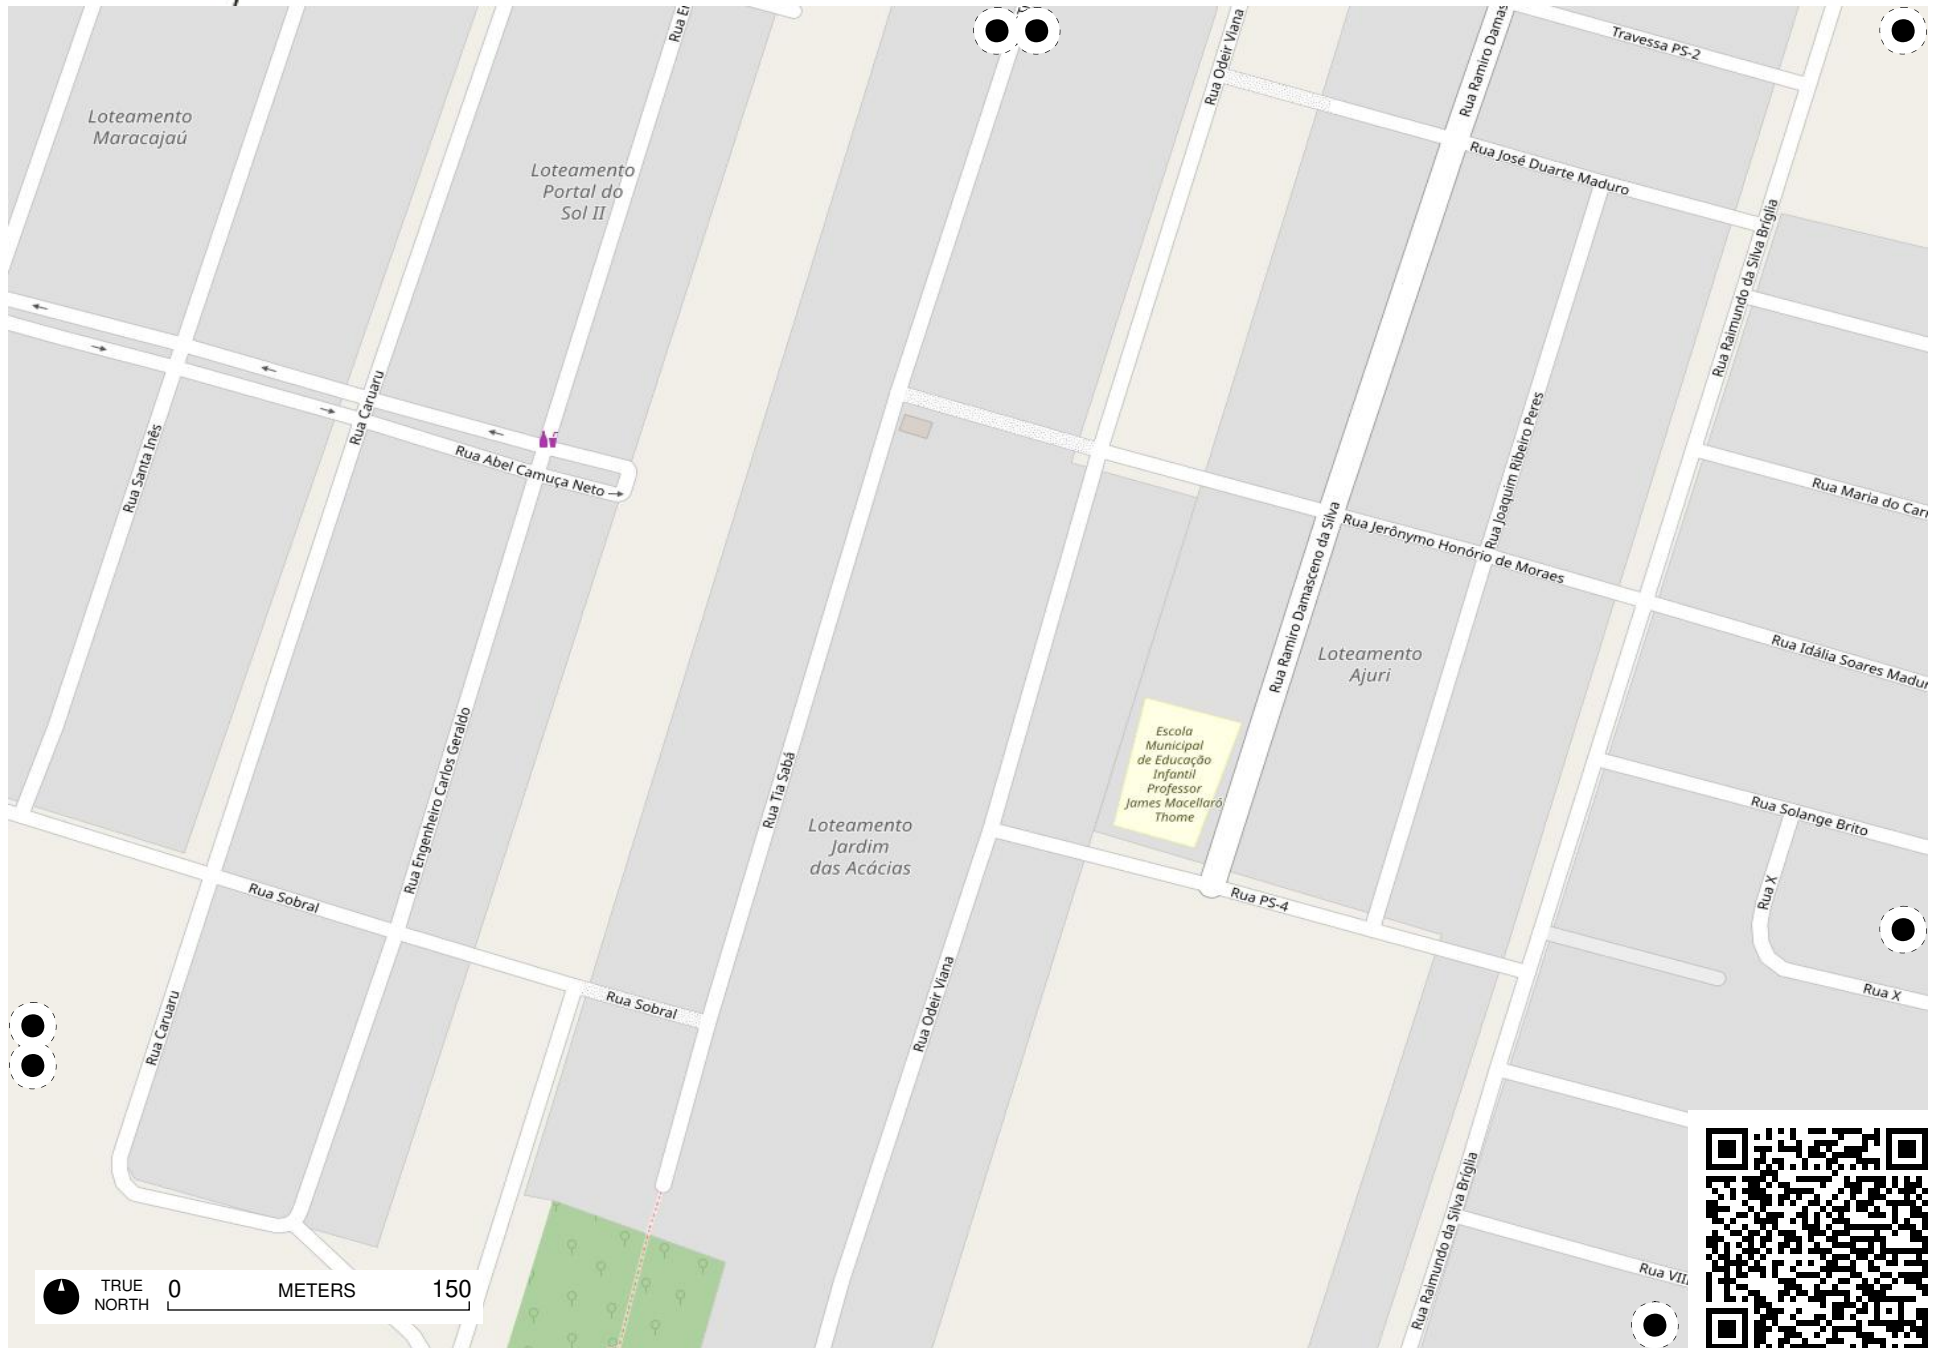 Rua Odeir Viana
Rua Ramiro Damas
Travessa PS-2
Loteamento
Maracajaú
Loteamento
Portal do
Sol II
Rua José Duarte Maduro
Rua Raimundo da Silva Bríglia
Rua Caruaru
Rua Santa Inês
Rua Abel Camuça Neto
Rua Joaquim Ribeiro Peres
Rua Maria do Car
Rua Jerônymo Honório de Moraes
Rua Ramiro Damasceno da Silva
Loteamento
Ajuri
Rua Idália Soares Madur
Rua Engenheiro Carlos Geraldo
Rua Tia Sabá
Escola
Municipal
de Educação
Infantil
Professor
James Macellaró
Thome
Loteamento
Jardim
das Acácias
Rua Solange Brito
Rua X
Rua Sobral
Rua PS-4
Rua X
Rua Sobral
Rua Odeir Viana
Rua Caruaru
Rua Raimundo da Silva Bríglia
Rua VII
TRUE
NORTH
0 METERS 150